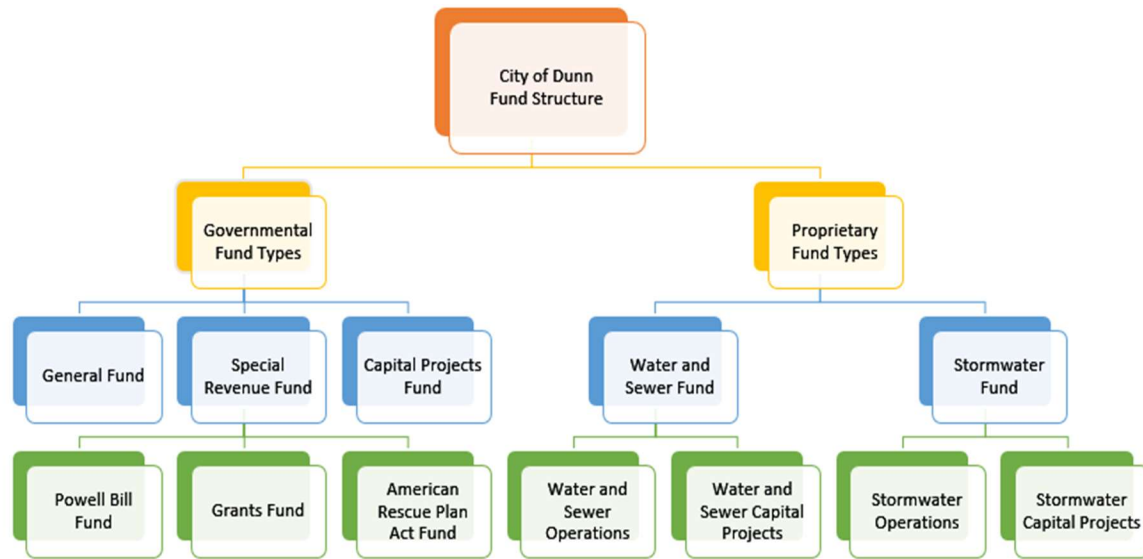 City of Dunn
Fund Structure
Governmental
Fund Types
Proprietary
Fund Types
General Fund
Special
Revenue Fund
Capital Projects
Fund
Water and
Sewer Fund
Stormwater
Fund
Powell Bill
Fund
Grants Fund
American
Rescue Plan
Act Fund
Water and
Sewer
Operations
Water and
Sewer Capital
Projects
Stormwater
Operations
Stormwater
Capital Projects